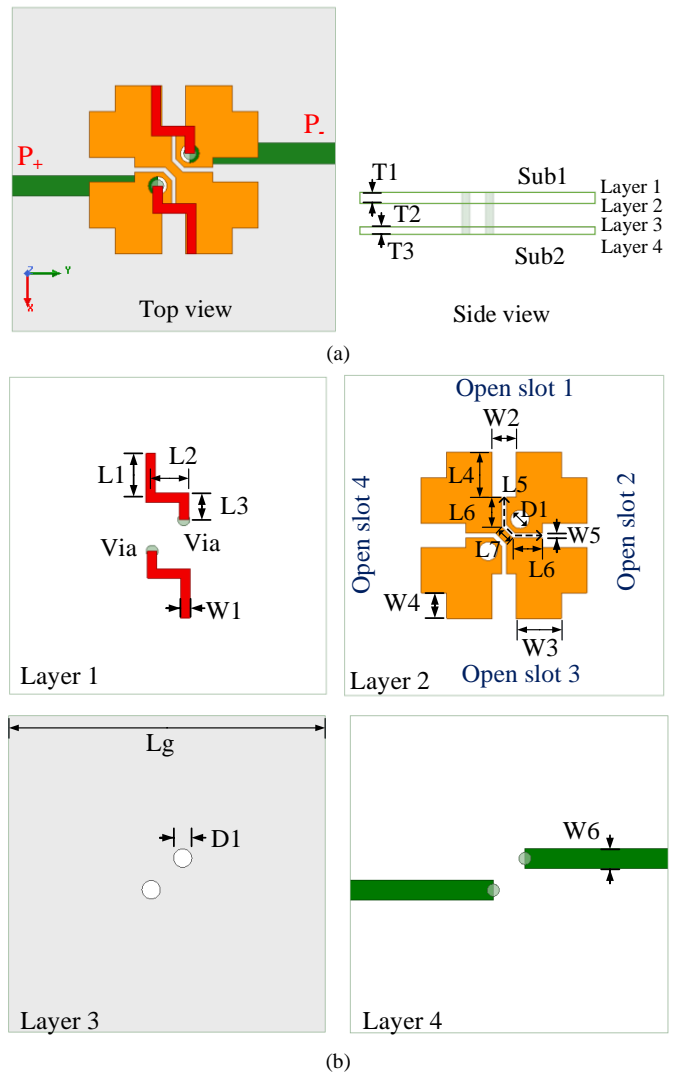 P+
P-
Z
Y
X
Top view
T1
T2
T3
Sub1
Sub2
Layer 1
Layer 2
Layer 3
Layer 4
Side view
(a)
L1
L2
L3
Via
Via
W1
Layer 1
Open slot 1
W2
Open slot 4
L4
L5
L6
D1
L7
L6
W5
Open slot 2
W4
W3
Open slot 3
Layer 2
Lg
D1
Layer 3
W6
Layer 4
(b)